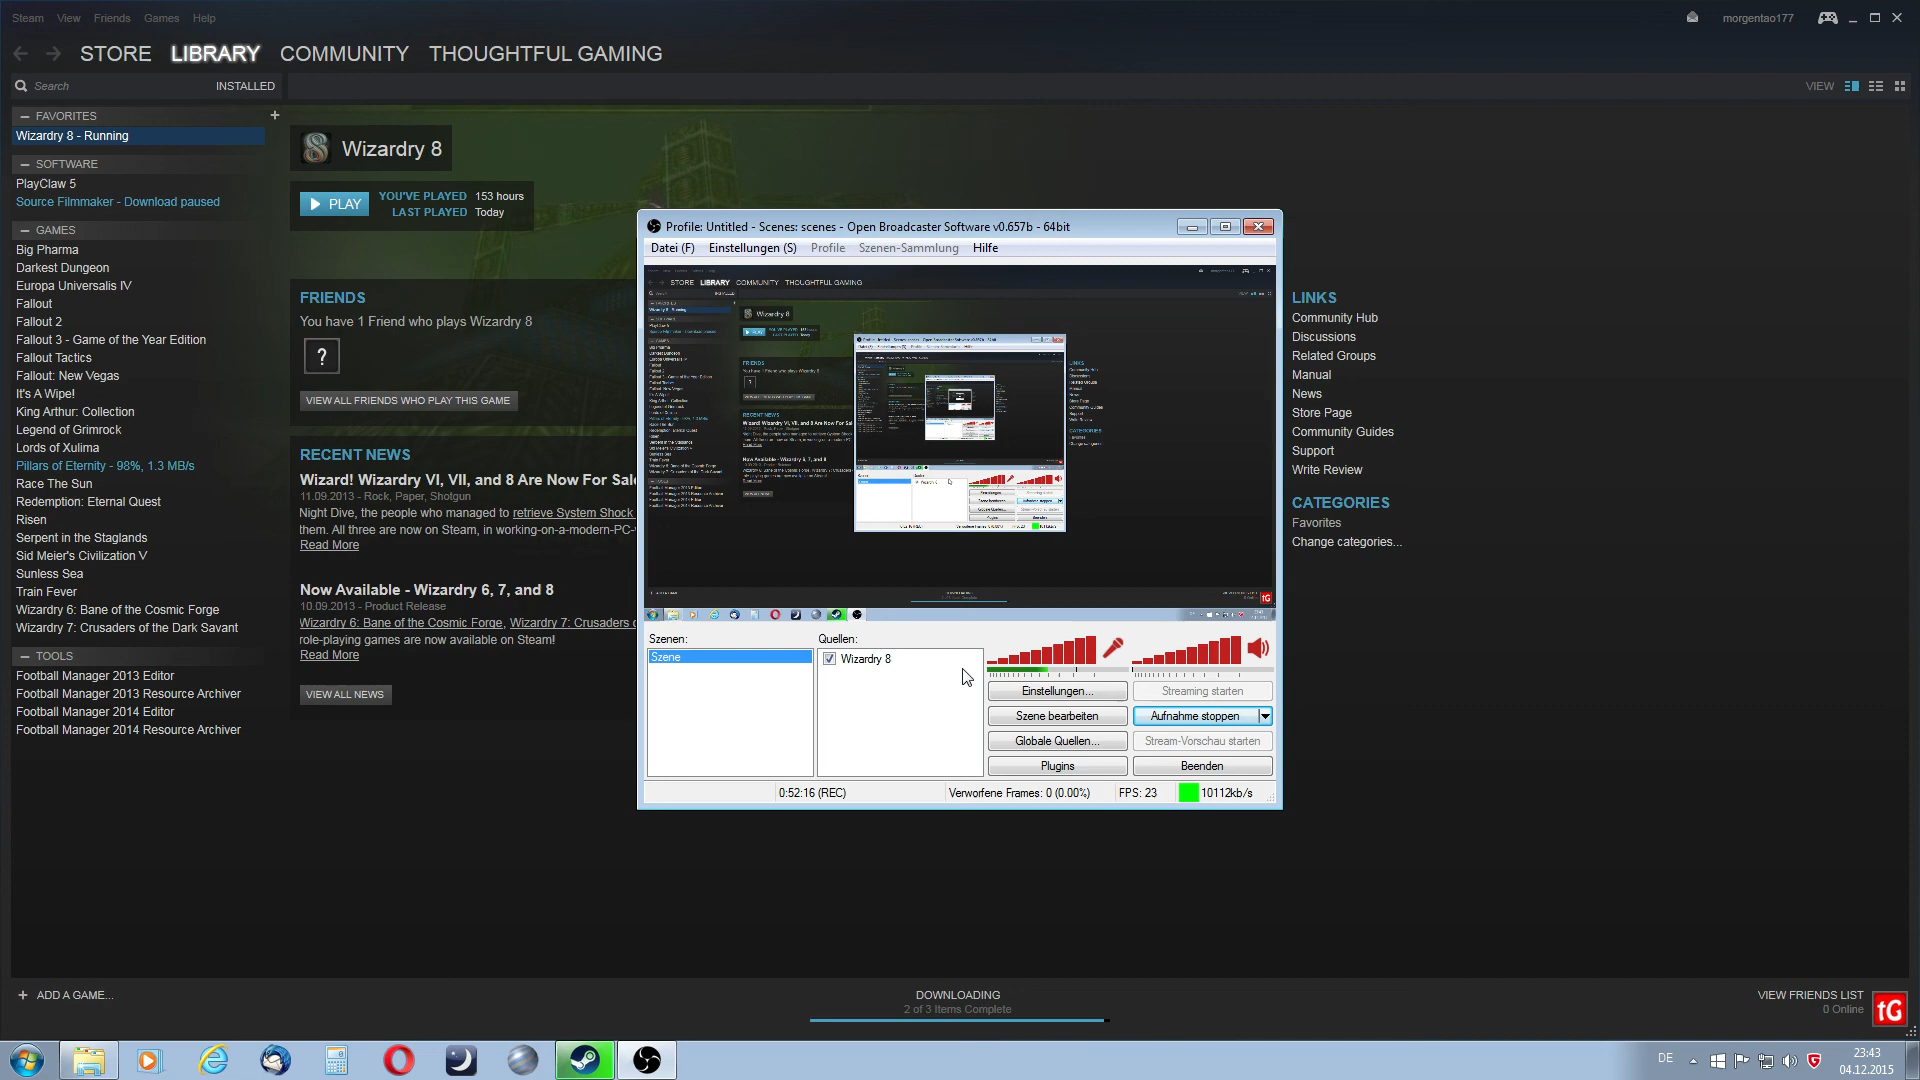 Steam View Friends Games Help
morgentao177
STORE LIBRARY COMMUNITY THOUGHTFUL GAMING
Search INSTALLED
VIEW
FAVORITES
Wizardry 8 - Running
SOFTWARE
PlayClaw 5
Source Filmmaker - Download paused
GAMES
Big Pharma
Darkest Dungeon
Europa Universalis IV
Fallout
Fallout 2
Fallout 3 - Game of the Year Edition
Fallout Tactics
Fallout: New Vegas
It's A Wipe!
King Arthur: Collection
Legend of Grimrock
Lords of Xulima
Pillars of Eternity - 98%, 1.3 MB/s
Race The Sun
Redemption: Eternal Quest
Risen
Serpent in the Staglands
Sid Meier's Civilization V
Sunless Sea
Train Fever
Wizardry 6: Bane of the Cosmic Forge
Wizardry 7: Crusaders of the Dark Savant
TOOLS
Football Manager 2013 Editor
Football Manager 2013 Resource Archiver
Football Manager 2014 Editor
Football Manager 2014 Resource Archiver
Wizardry 8
PLAY
YOU'VE PLAYED 153 hours
LAST PLAYED Today
FRIENDS
You have 1 Friend who plays Wizardry 8
?
VIEW ALL FRIENDS WHO PLAY THIS GAME
RECENT NEWS
Wizard! Wizardry VI, VII, and 8 Are Now For Sale
11.09.2013 - Rock, Paper, Shotgun
Night Dive, the people who managed to retrieve System Shock
them. All three are now on Steam, in working-on-a-modern-PC-
Read More
Now Available - Wizardry 6, 7, and 8
10.09.2013 - Product Release
Wizardry 6: Bane of the Cosmic Forge, Wizardry 7: Crusaders
role-playing games are now available on Steam!
Read More
VIEW ALL NEWS
Profile: Untitled - Scenes: scenes - Open Broadcaster Software v0.657b - 64bit
Datei (F) Einstellungen (S) Profile Szenen-Sammlung Hilfe
STORE LIBRARY COMMUNITY THOUGHTFUL GAMING
Wizardry 8
Szenen:
Szene
Quellen:
Wizardry 8
Einstellungen... Streaming starten
Szene bearbeiten Aufnahme stoppen
Globale Quellen... Stream-Vorschau starten
Plugins Beenden
0:52:16 (REC) Verworfene Frames: 0 (0.00%) FPS: 23 10112kb/s
LINKS
Community Hub
Discussions
Related Groups
Manual
News
Store Page
Community Guides
Support
Write Review
CATEGORIES
Favorites
Change categories...
ADD A GAME...
DOWNLOADING
2 of 3 Items Complete
VIEW FRIENDS LIST
0 Online
tG
DE
23:43
04.12.2015